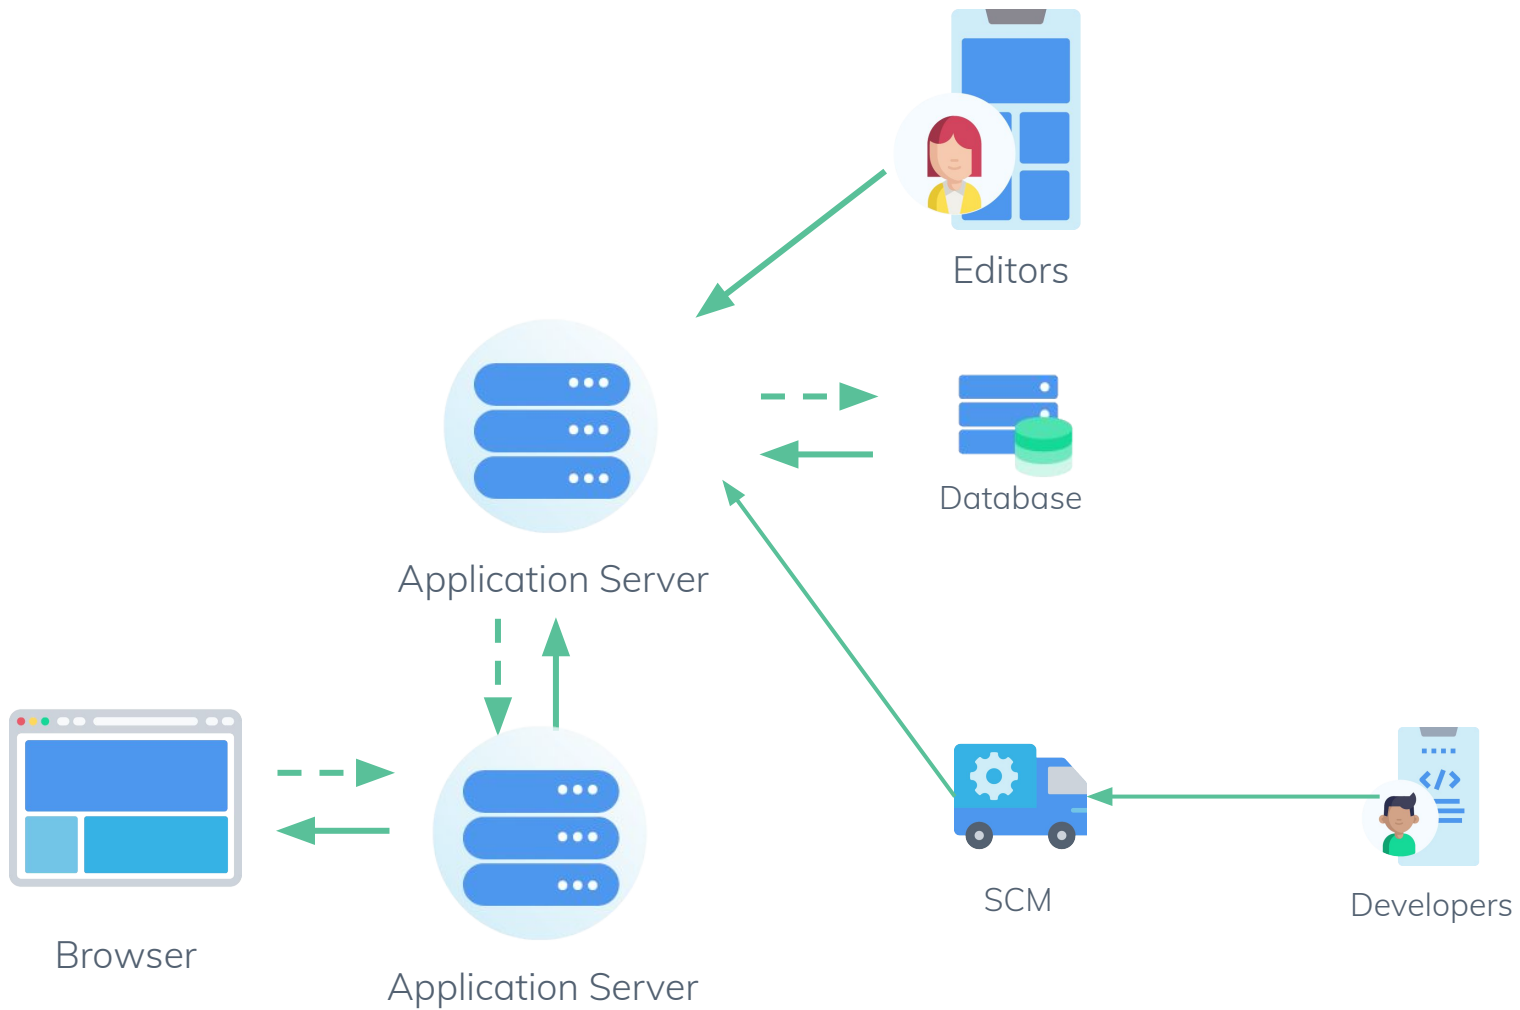 Editors
Database
Application Server
SCM
Developers
Browser
Application Server